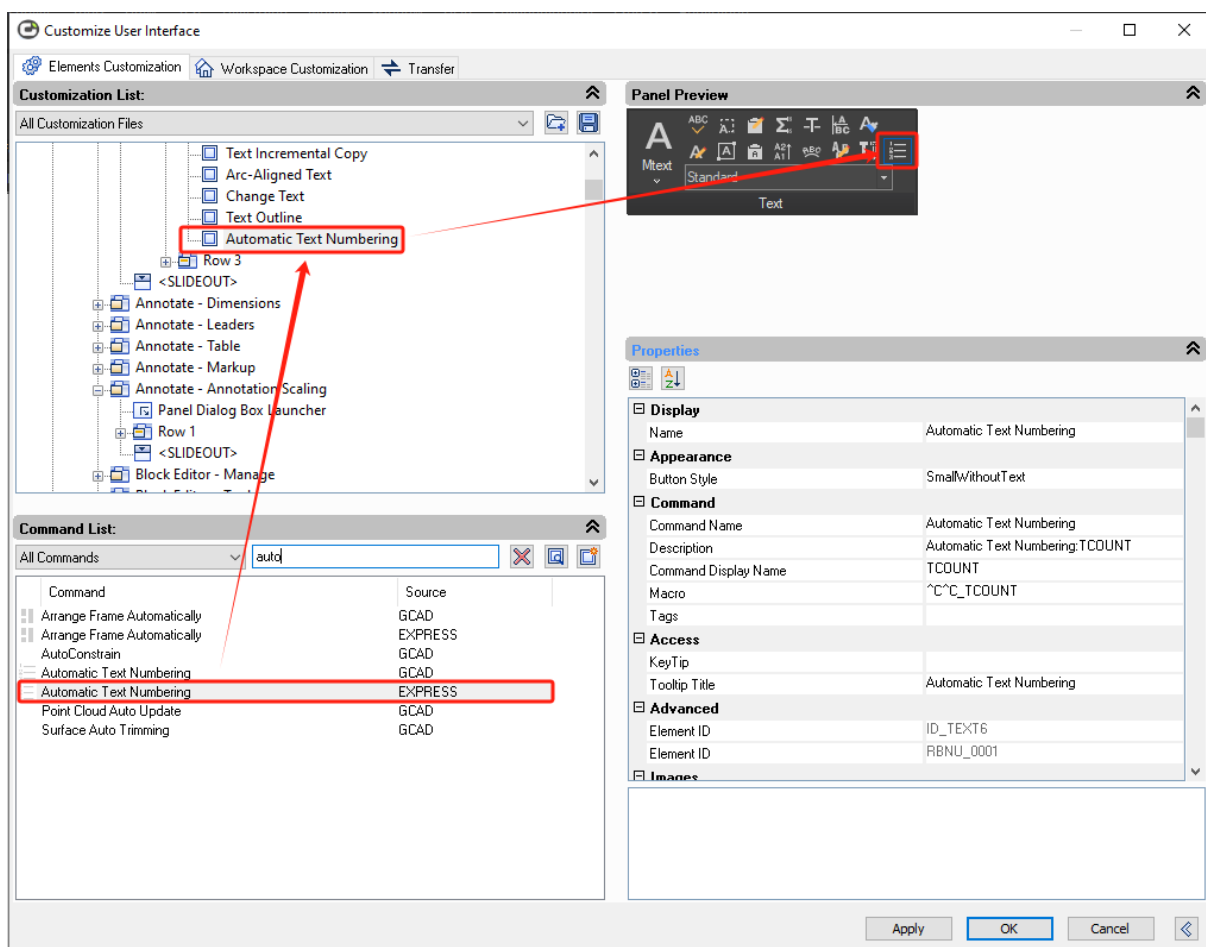 Customize User Interface
Elements Customization
Workspace Customization
Transfer
Customization List:
All Customization Files
Text Incremental Copy
Arc-Aligned Text
Change Text
Text Outline
Automatic Text Numbering
Row 3
<SLIDEOUT>
Annotate - Dimensions
Annotate - Leaders
Annotate - Table
Annotate - Markup
Annotate - Annotation Scaling
Panel Dialog Box Launcher
Row 1
<SLIDEOUT>
Block Editor - Manage
Command List:
All Commands
auto
Command Source
Arrange Frame Automatically GCAD
Arrange Frame Automatically EXPRESS
AutoConstrain GCAD
Automatic Text Numbering GCAD
Automatic Text Numbering EXPRESS
Point Cloud Auto Update GCAD
Surface Auto Trimming GCAD
Panel Preview
Mtext
Standard
Text
Properties
Display
Name Automatic Text Numbering
Appearance
Button Style SmallWithoutText
Command
Command Name Automatic Text Numbering
Description Automatic Text Numbering:TCOUNT
Command Display Name TCOUNT
Macro ^C^C_TCOUNT
Tags
Access
KeyTip
Tooltip Title Automatic Text Numbering
Advanced
Element ID ID_TEXT6
Element ID RBNU_0001
Images
Apply
OK
Cancel